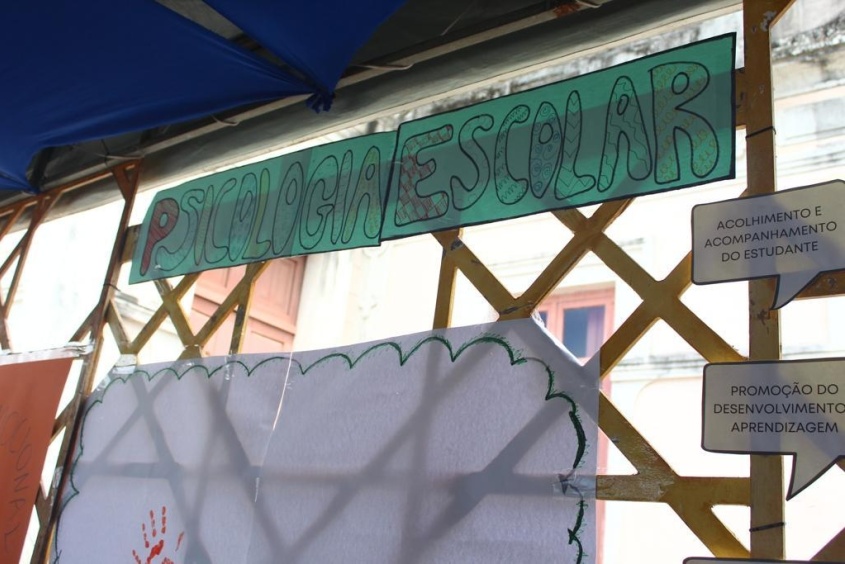 PSICOLOGIA ESCOLAR
ACOLHIMENTO E
ACOMPANHAMENTO
DO ESTUDANTE
PROMOÇÃO DO
DESENVOLVIMENTO
APRENDIZAGEM